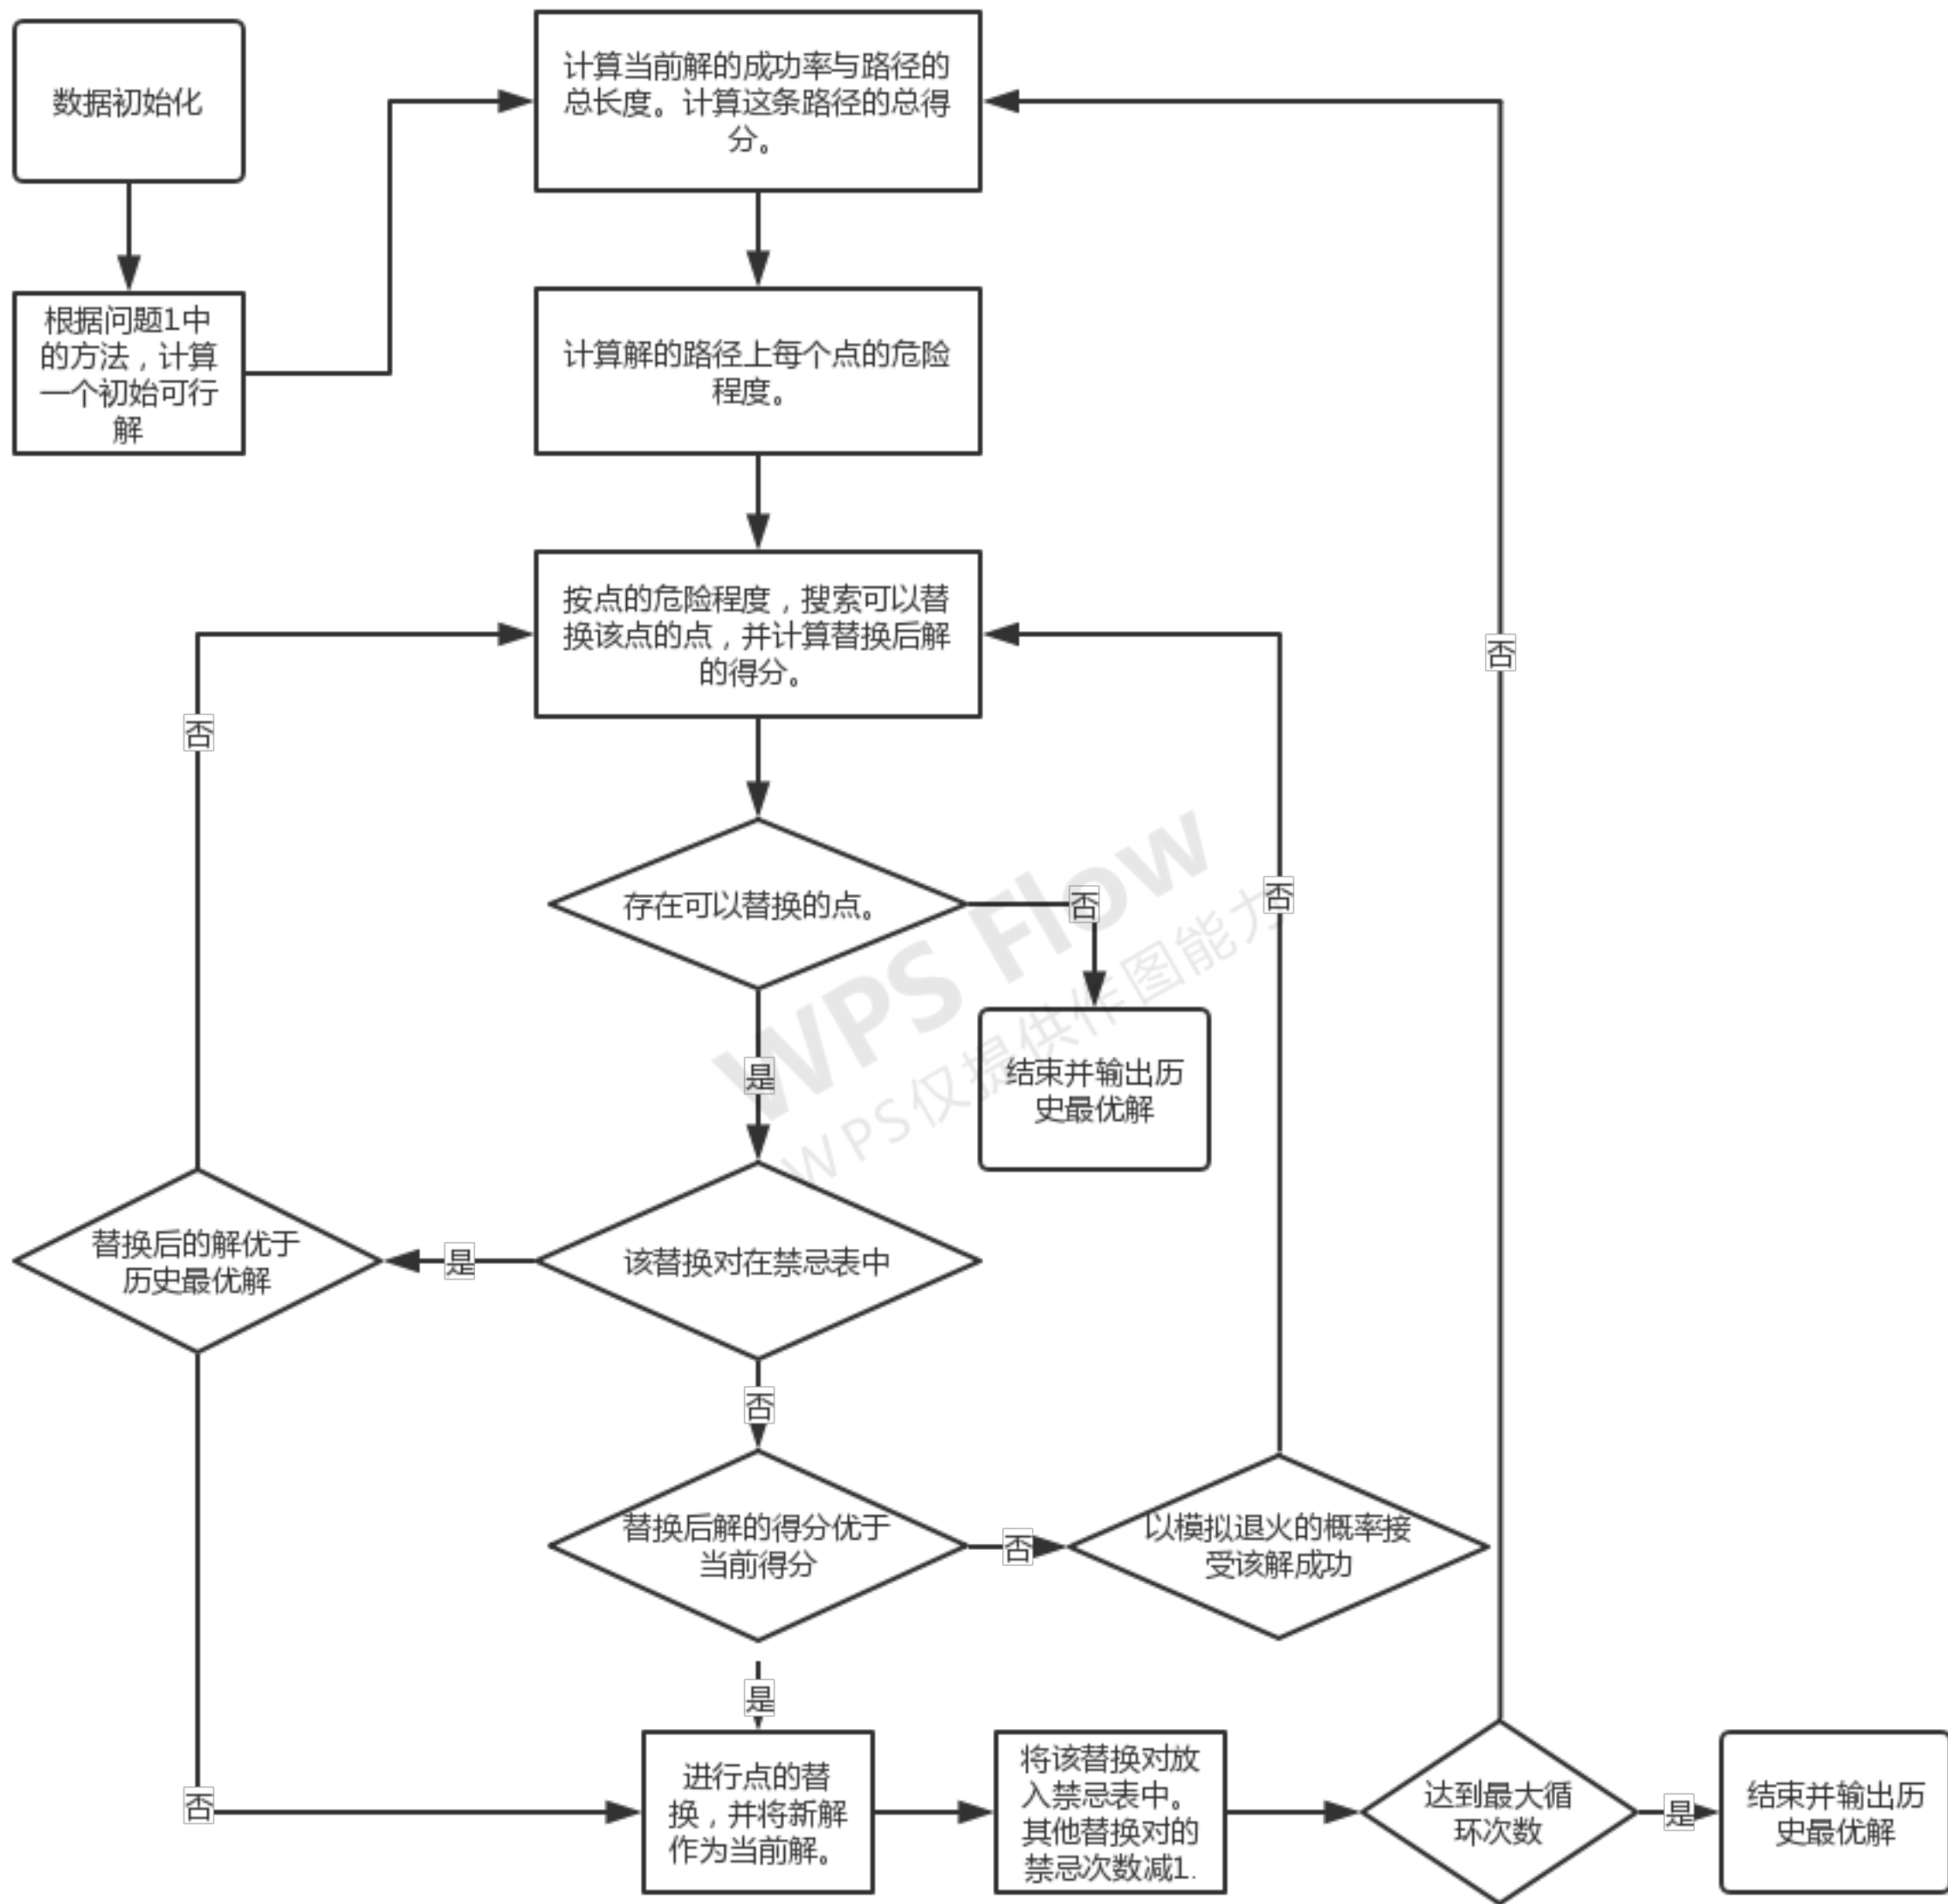 数据初始化
根据问题1中
的方法，计算
一个初始可行
解
计算当前解的成功率与路径的
总长度。计算这条路径的总得
分。
计算解的路径上每个点的危险
程度。
按点的危险程度，搜索可以替
换该点的点，并计算替换后解
的得分。
否
否
存在可以替换的点。
否
否
是
结束并输出历
史最优解
WPS Flow
WPS仅提供作图能力
替换后的解优于
历史最优解
是
该替换对在禁忌表中
否
替换后解的得分优于
当前得分
否
以模拟退火的概率接
受该解成功
是
否
进行点的替
换，并将新解
作为当前解。
将该替换对放
入禁忌表中。
其他替换对的
禁忌次数减1.
达到最大循
环次数
是
结束并输出历
史最优解